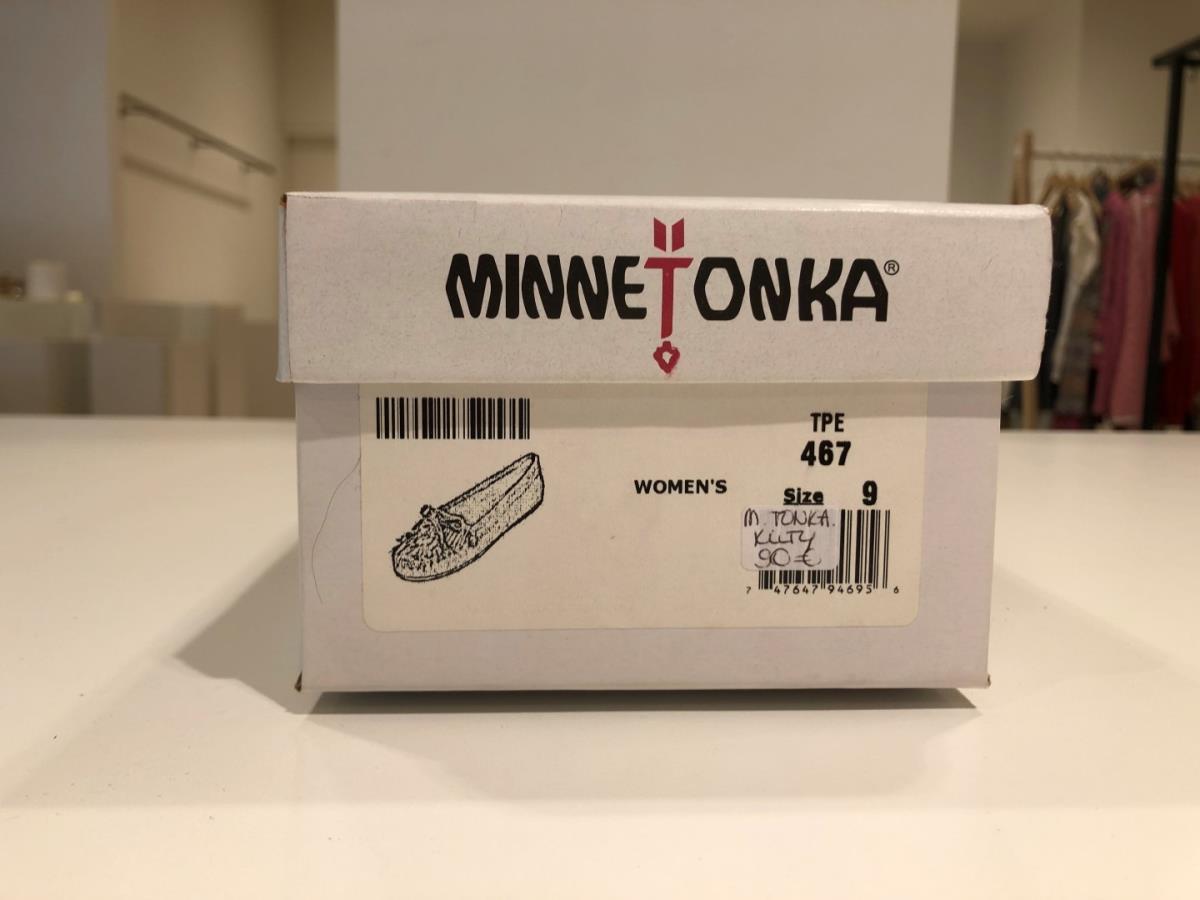 MINNETONKA®
TPE
467
WOMEN'S
Size 9
M. TONKA.
KILTY
90 €
7 47647 94695 6